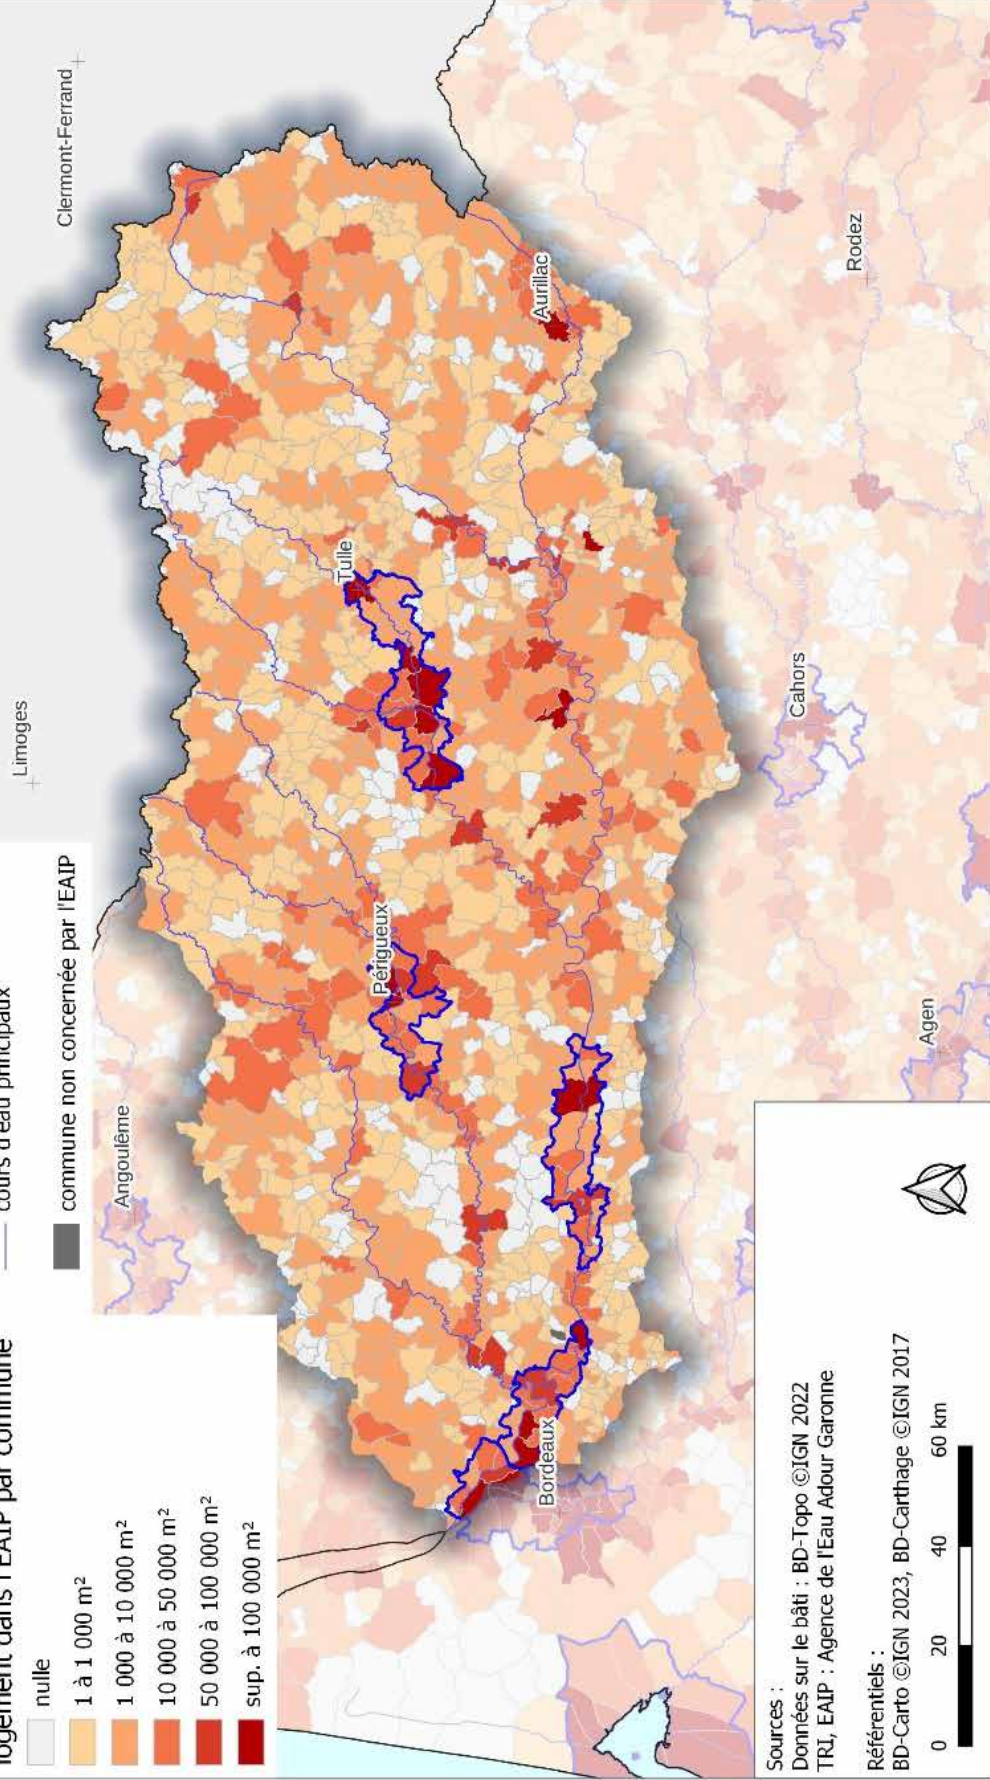 logement dans l'EAIP par commune
nulle
1 à 1 000 m²
1 000 à 10 000 m²
10 000 à 50 000 m²
50 000 à 100 000 m²
sup. à 100 000 m²
cours d'eau principaux
commune non concernée par l'EAIP
Limoges
Clermont-Ferrand
Angoulême
Périgueux
Tulle
Aurillac
Bordeaux
Agen
Cahors
Rodez
Sources :
Données sur le bâti : BD-Topo ©IGN 2022
TRI, EAIP : Agence de l'Eau Adour Garonne
Référentiels :
BD-Carto ©IGN 2023, BD-Carthage ©IGN 2017
0 20 40 60 km